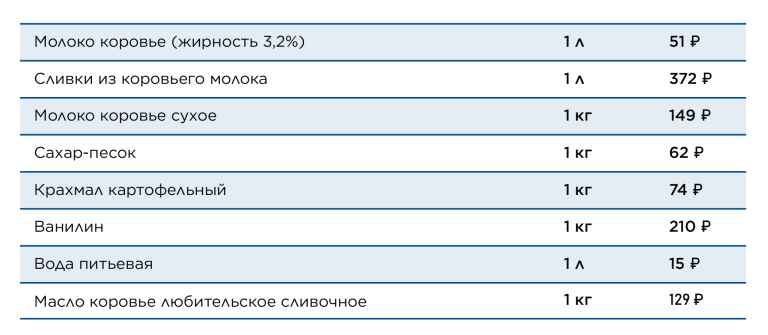 Молоко коровье (жирность 3,2%) 1 л 51 ₽
Сливки из коровьего молока 1 л 372 ₽
Молоко коровье сухое 1 кг 149 ₽
Сахар-песок 1 кг 62 ₽
Крахмал картофельный 1 кг 74 ₽
Ванилин 1 кг 210 ₽
Вода питьевая 1 л 15 ₽
Масло коровье любительское сливочное 1 кг 129 ₽